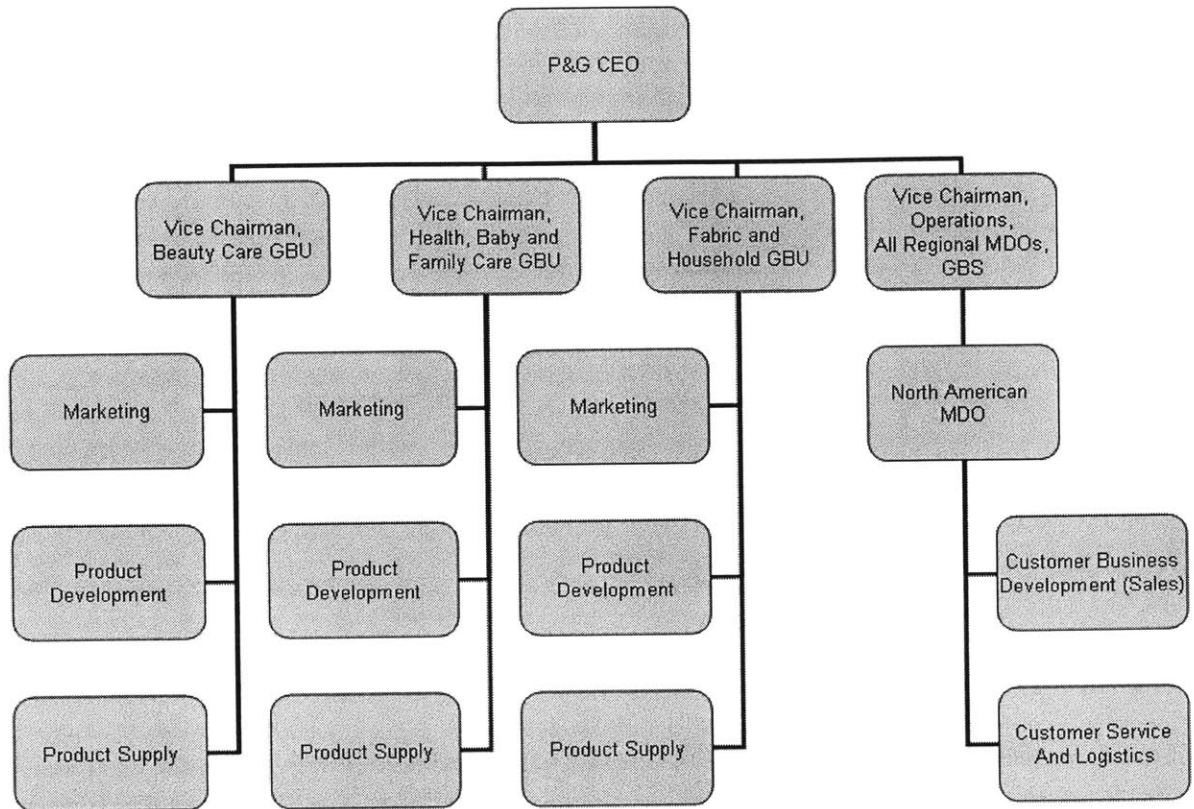 P&G CEO
Vice Chairman,
Beauty Care GBU
Vice Chairman,
Health, Baby and
Family Care GBU
Vice Chairman,
Fabric and
Household GBU
Vice Chairman,
Operations,
All Regional MDOs,
GBS
Marketing
Marketing
Marketing
North American
MDO
Product
Development
Product
Development
Product
Development
Customer Business
Development (Sales)
Product Supply
Product Supply
Product Supply
Customer Service
And Logistics